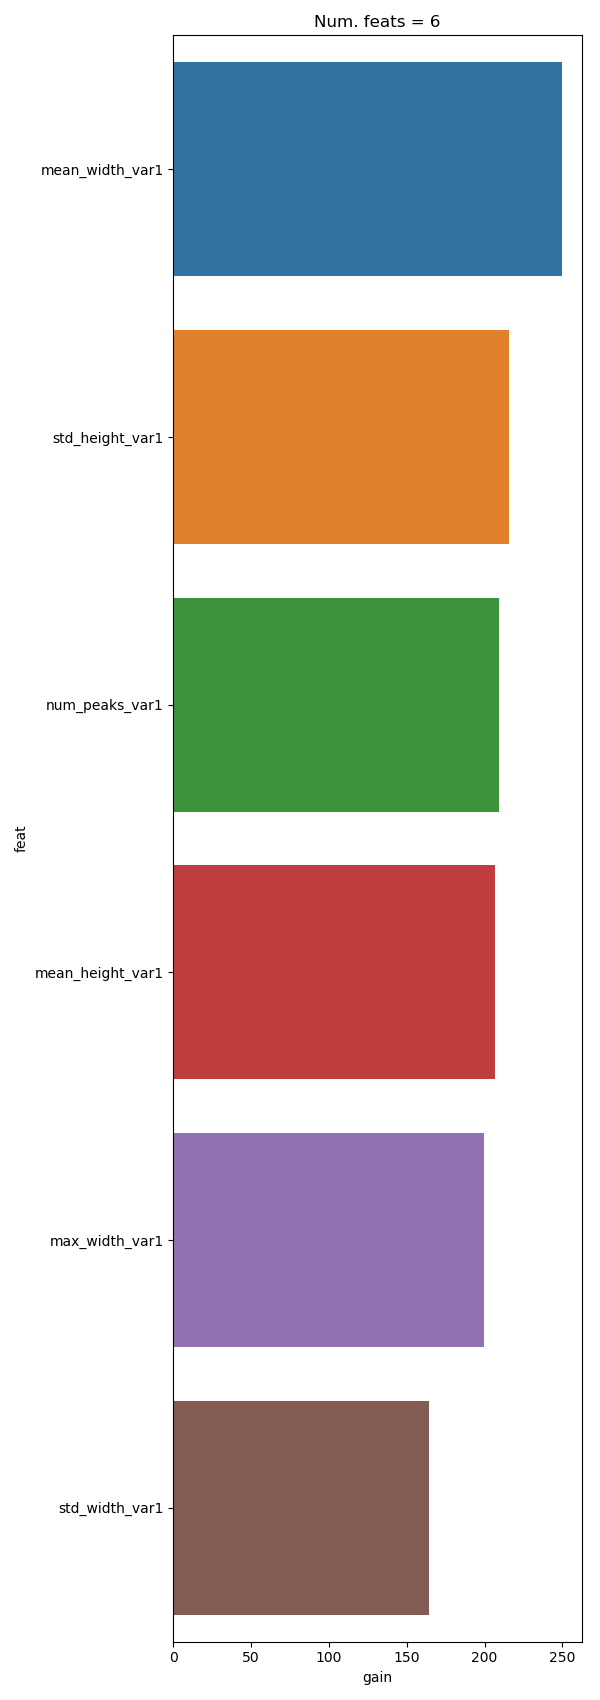 Num. feats = 6
mean_width_var1
std_height_var1
num_peaks_var1
feat
mean_height_var1
max_width_var1
std_width_var1
0 50 100 150 200 250
gain